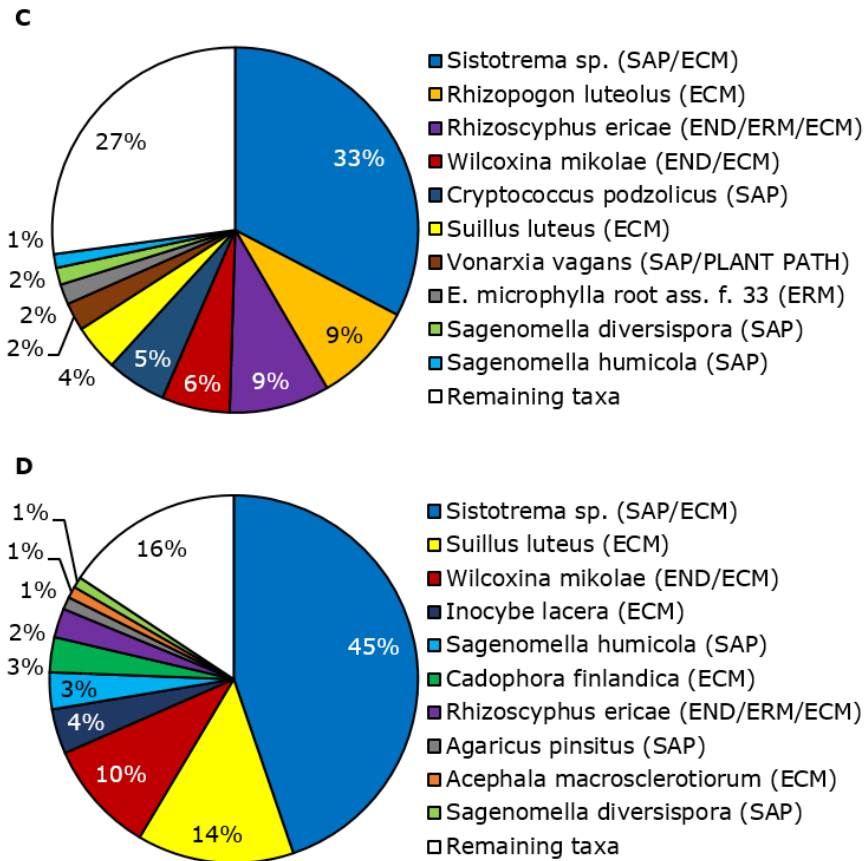 C
27%
33%
9%
9%
6%
5%
4%
2%
2%
2%
1%
Sistotrema sp. (SAP/ECM)
Rhizopogon luteolus (ECM)
Rhizoscyphus ericae (END/ERM/ECM)
Wilcoxina mikolae (END/ECM)
Cryptococcus podzolicus (SAP)
Suillus luteus (ECM)
Vonarxia vagans (SAP/PLANT PATH)
E. microphylla root ass. f. 33 (ERM)
Sagenomella diversispora (SAP)
Sagenomella humicola (SAP)
Remaining taxa
D
16%
45%
14%
10%
4%
3%
3%
2%
1%
1%
1%
Sistotrema sp. (SAP/ECM)
Suillus luteus (ECM)
Wilcoxina mikolae (END/ECM)
Inocybe lacera (ECM)
Sagenomella humicola (SAP)
Cadophora finlandica (ECM)
Rhizoscyphus ericae (END/ERM/ECM)
Agaricus pinsitus (SAP)
Acephala macrosclerotiorum (ECM)
Sagenomella diversispora (SAP)
Remaining taxa